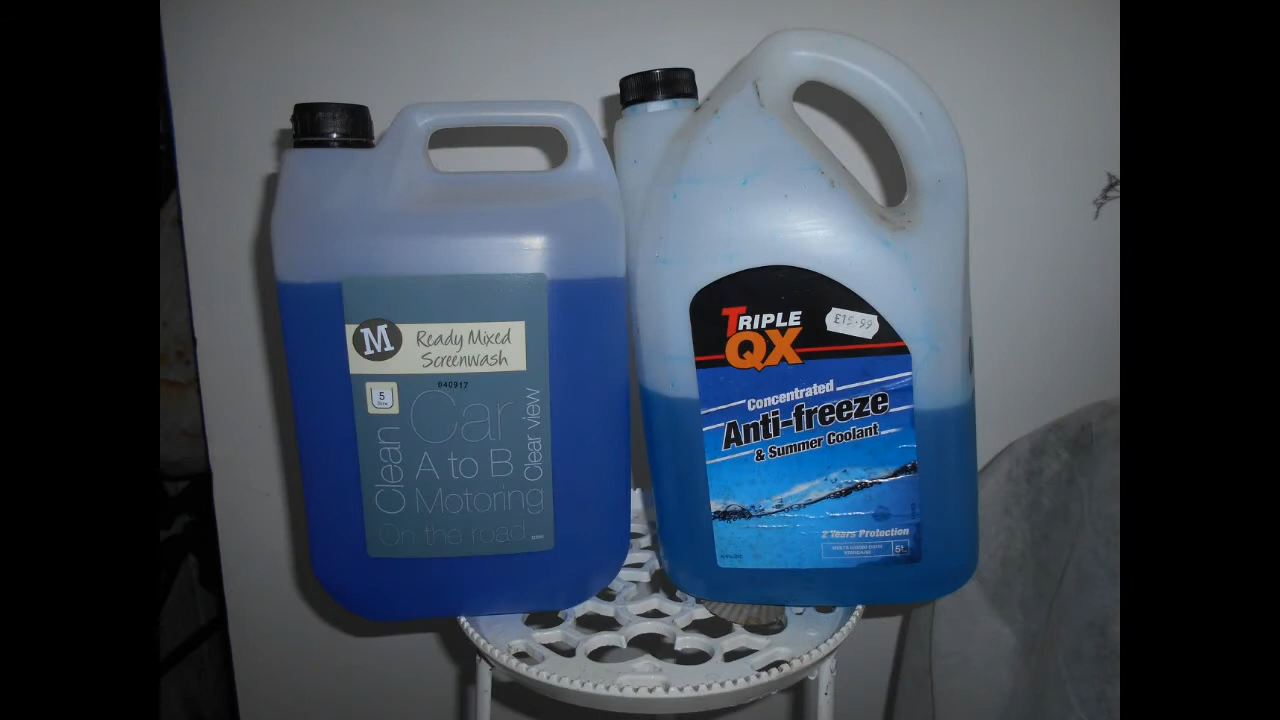 M
Ready Mixed
Screenwash
040917
5
Clean
Car
A to B
Motoring
On the road
Clear view
TRIPLE
QX
£15.99
Concentrated
Anti-freeze
& Summer Coolant
2 Years Protection
5L